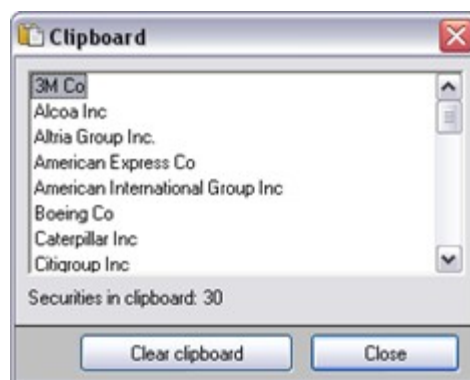 Clipboard
3M Co
Alcoa Inc
Altria Group Inc.
American Express Co
American International Group Inc
Boeing Co
Caterpillar Inc
Citigroup Inc
Securities in clipboard: 30
Clear clipboard
Close